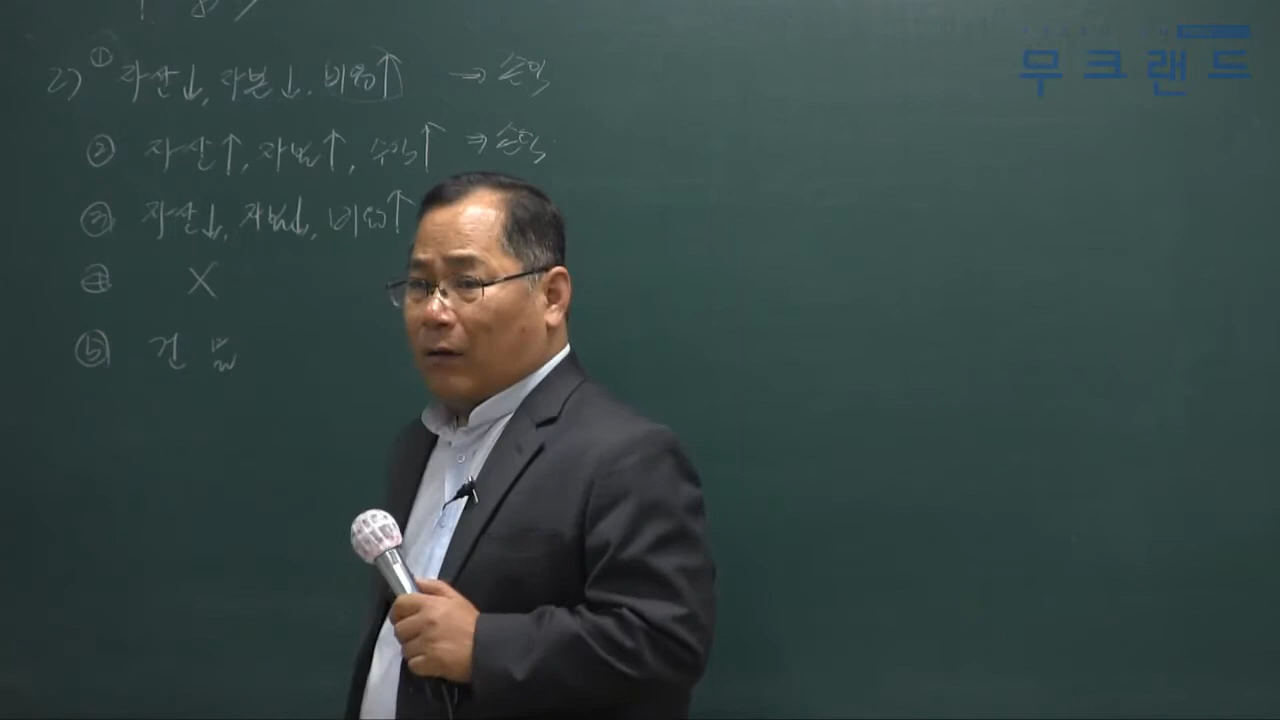 무크랜드
2) ① 자산↓, 자본↓, 비용↑ → 손익
② 자산↑, 자본↑, 수익↑ → 손익
③ 자산↓, 자본↓, 비용↑
④ X
⑤ 건물